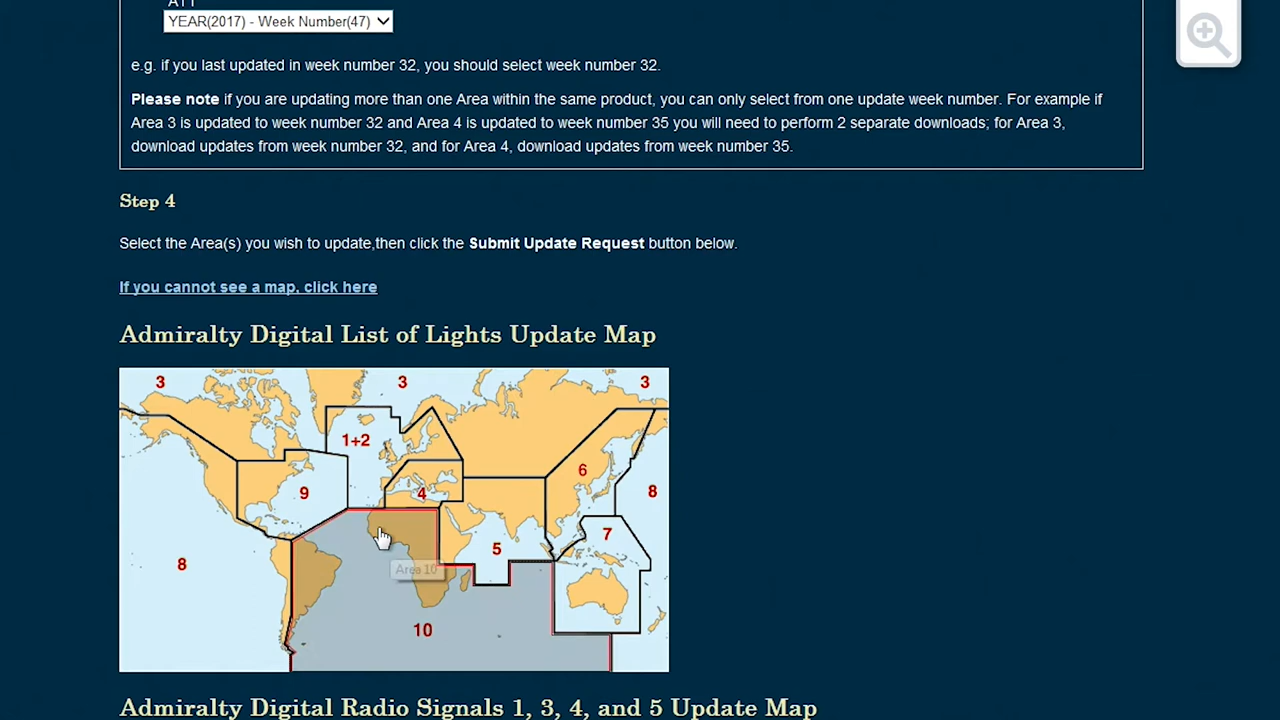 ATT
YEAR(2017) - Week Number(47)
e.g. if you last updated in week number 32, you should select week number 32.
Please note if you are updating more than one Area within the same product, you can only select from one update week number. For example if
Area 3 is updated to week number 32 and Area 4 is updated to week number 35 you will need to perform 2 separate downloads; for Area 3,
download updates from week number 32, and for Area 4, download updates from week number 35.
Step 4
Select the Area(s) you wish to update,then click the Submit Update Request button below.
If you cannot see a map, click here
Admiralty Digital List of Lights Update Map
3 3 3
1+2
6
9 4 8
7
5
8
Area 10
10
Admiralty Digital Radio Signals 1, 3, 4, and 5 Update Map